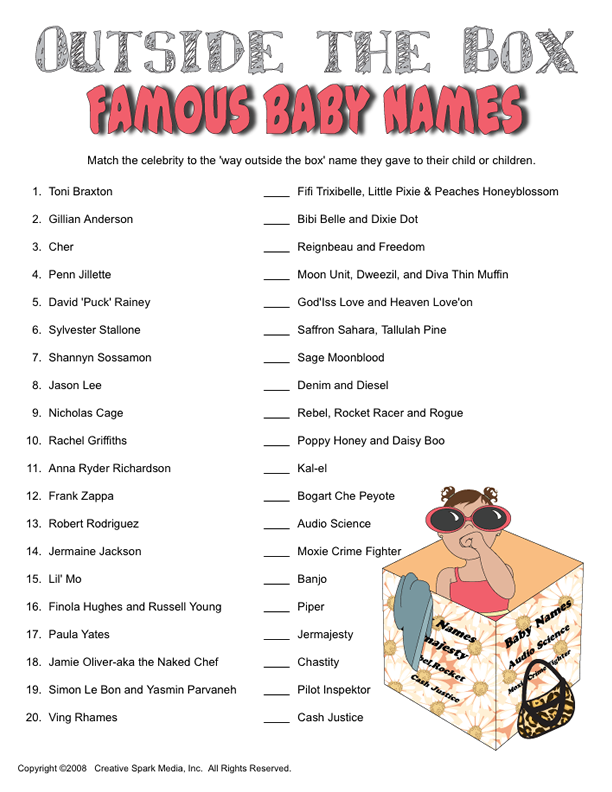 OUTSIDE THE BOX
FAMOUS BABY NAMES
Match the celebrity to the 'way outside the box' name they gave to their child or children.
1. Toni Braxton ____ Fifi Trixibelle, Little Pixie & Peaches Honeyblossom
2. Gillian Anderson ____ Bibi Belle and Dixie Dot
3. Cher ____ Reignbeau and Freedom
4. Penn Jillette ____ Moon Unit, Dweezil, and Diva Thin Muffin
5. David 'Puck' Rainey ____ God'Iss Love and Heaven Love'on
6. Sylvester Stallone ____ Saffron Sahara, Tallulah Pine
7. Shannyn Sossamon ____ Sage Moonblood
8. Jason Lee ____ Denim and Diesel
9. Nicholas Cage ____ Rebel, Rocket Racer and Rogue
10. Rachel Griffiths ____ Poppy Honey and Daisy Boo
11. Anna Ryder Richardson ____ Kal-el
12. Frank Zappa ____ Bogart Che Peyote
13. Robert Rodriguez ____ Audio Science
14. Jermaine Jackson ____ Moxie Crime Fighter
15. Lil' Mo ____ Banjo
16. Finola Hughes and Russell Young ____ Piper
17. Paula Yates ____ Jermajesty
18. Jamie Oliver-aka the Naked Chef ____ Chastity
19. Simon Le Bon and Yasmin Parvaneh ____ Pilot Inspektor
20. Ving Rhames ____ Cash Justice
Names
majesty
bel,Rocket
Cash Justice
Baby Names
Audio Science
Moxie Crime Fighter
Copyright ©2008 Creative Spark Media, Inc. All Rights Reserved.